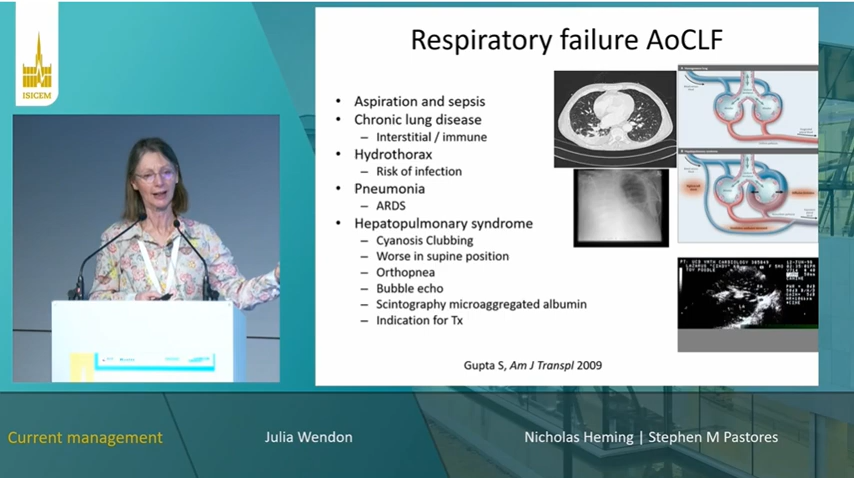 ISICEM
Respiratory failure AoCLF
• Aspiration and sepsis
• Chronic lung disease
– Interstitial / immune
• Hydrothorax
– Risk of infection
• Pneumonia
– ARDS
• Hepatopulmonary syndrome
– Cyanosis Clubbing
– Worse in supine position
– Orthopnea
– Bubble echo
– Scintography microaggregated albumin
– Indication for Tx
Gupta S, Am J Transpl 2009
Current management
Julia Wendon
Nicholas Heming | Stephen M Pastores